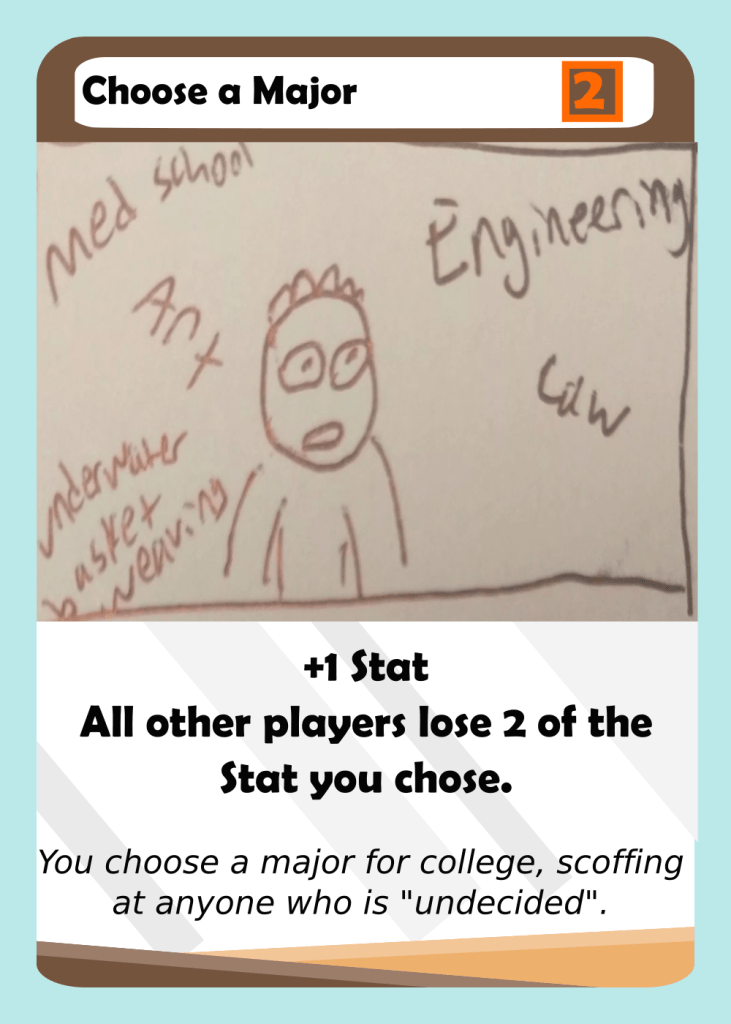 Choose a Major
2
Med school
Engineering
Art
Law
underwater
basket
weaving
+1 Stat
All other players lose 2 of the
Stat you chose.
You choose a major for college, scoffing
at anyone who is "undecided".